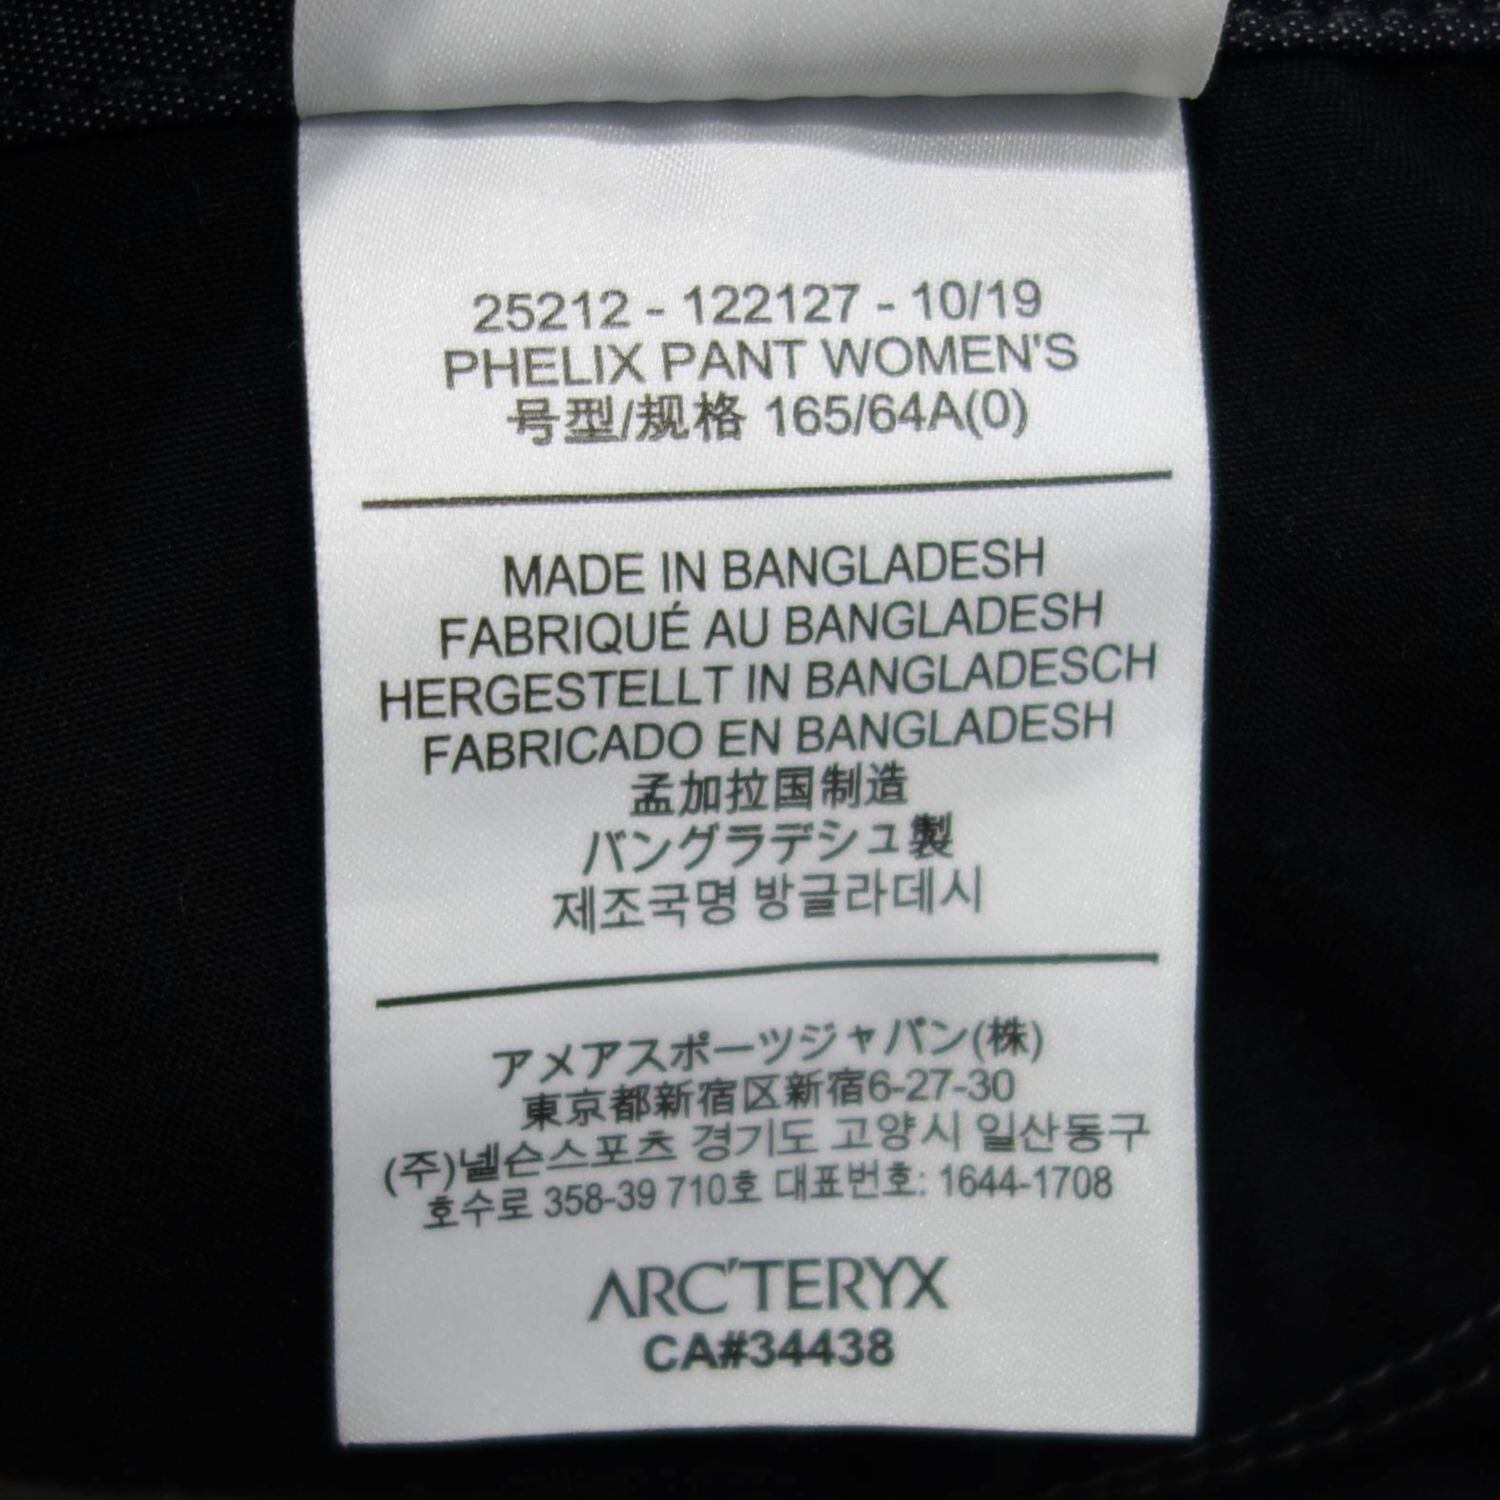 25212 - 122127 - 10/19
PHELIX PANT WOMEN'S
号型/规格 165/64A(0)
MADE IN BANGLADESH
FABRIQUÉ AU BANGLADESH
HERGESTELLT IN BANGLADESCH
FABRICADO EN BANGLADESH
孟加拉国制造
バングラデシュ製
제조국명 방글라데시
アメアスポーツジャパン(株)
東京都新宿区新宿6-27-30
(주)넬슨스포츠 경기도 고양시 일산동구
호수로 358-39 710호 대표번호: 1644-1708
ARC'TERYX
CA#34438